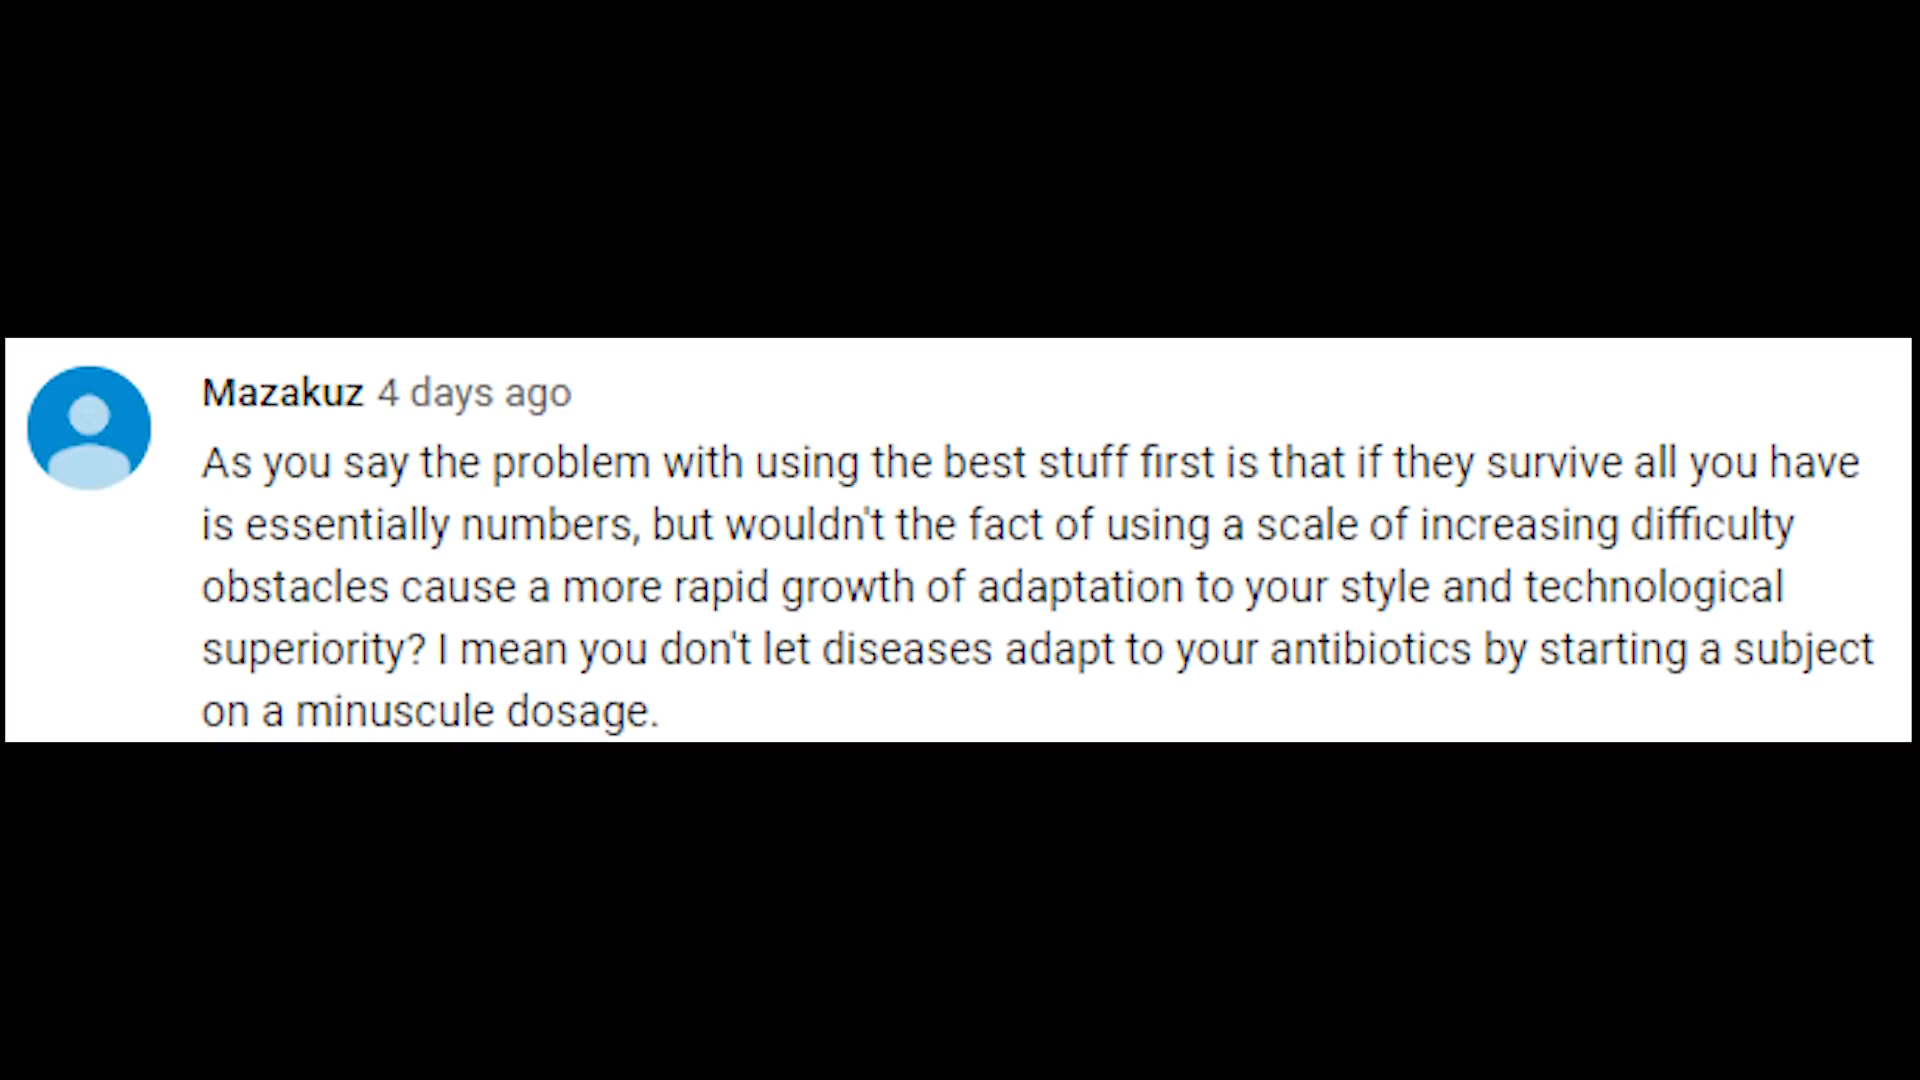 Mazakuz 4 days ago
As you say the problem with using the best stuff first is that if they survive all you have
is essentially numbers, but wouldn't the fact of using a scale of increasing difficulty
obstacles cause a more rapid growth of adaptation to your style and technological
superiority? I mean you don't let diseases adapt to your antibiotics by starting a subject
on a minuscule dosage.